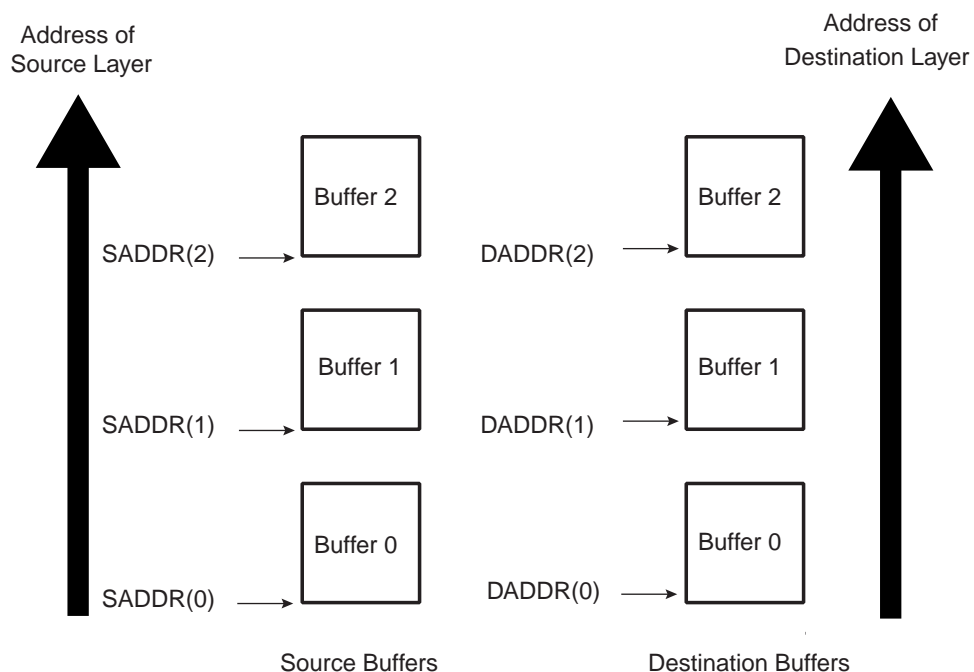 Address of
Source Layer
Address of
Destination Layer
Buffer 2
Buffer 2
SADDR(2)
DADDR(2)
Buffer 1
Buffer 1
SADDR(1)
DADDR(1)
Buffer 0
Buffer 0
SADDR(0)
DADDR(0)
Source Buffers
Destination Buffers